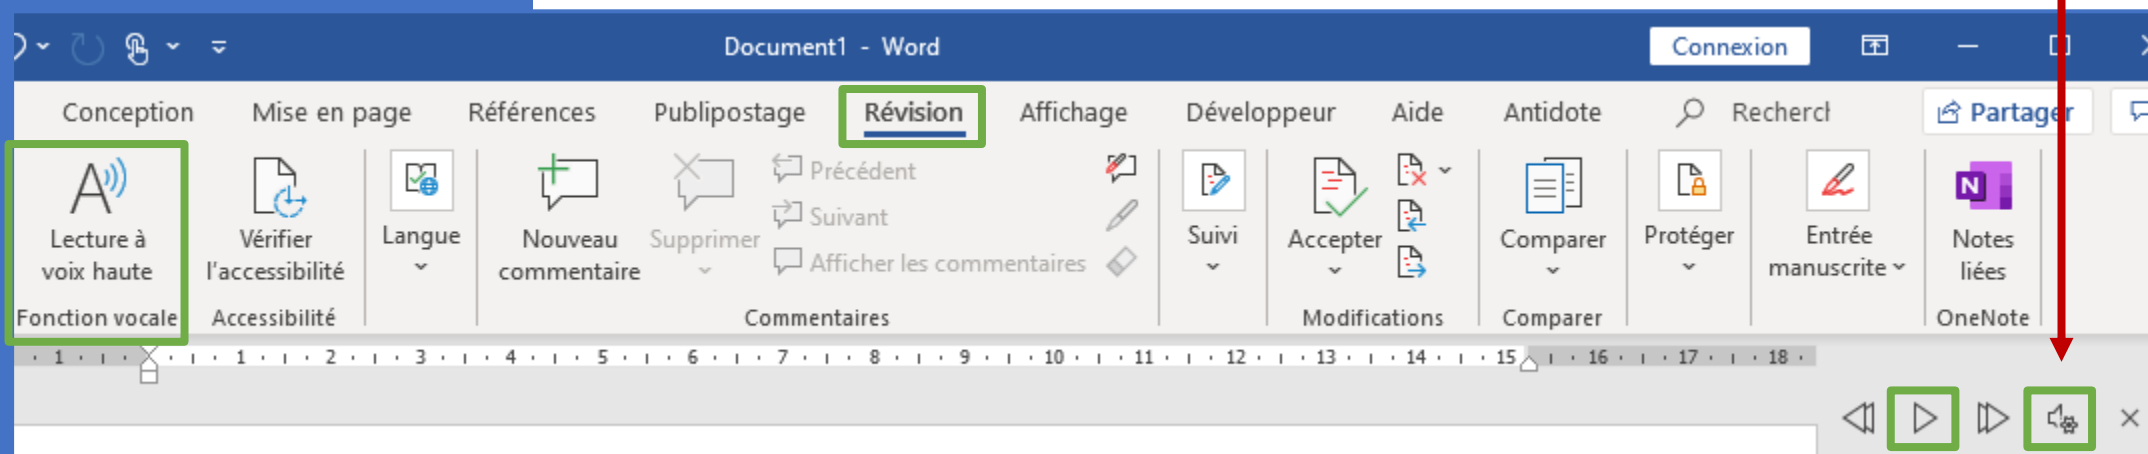 Document1 - Word
Connexion
Conception Mise en page Références Publipostage Révision Affichage Développeur Aide Antidote Recherch Partager
Lecture à voix haute
Fonction vocale
Vérifier l'accessibilité
Accessibilité
Langue
Nouveau commentaire
Supprimer
Précédent
Suivant
Afficher les commentaires
Commentaires
Suivi
Accepter
Modifications
Comparer
Comparer
Protéger
Entrée manuscrite
N
Notes liées
OneNote
1 1 2 3 4 5 6 7 8 9 10 11 12 13 14 15 16 17 18